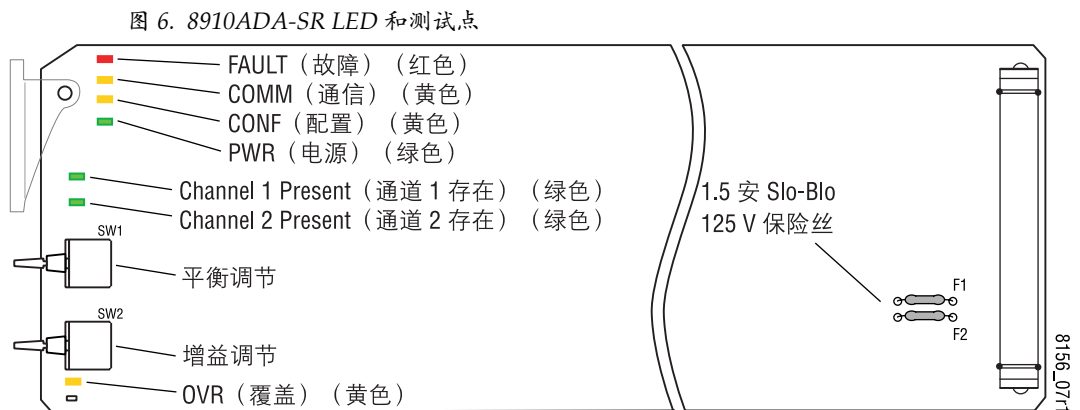 图 6. 8910ADA-SR LED 和测试点
FAULT（故障）（红色）
COMM（通信）（黄色）
CONF（配置）（黄色）
PWR（电源）（绿色）
Channel 1 Present（通道 1 存在）（绿色）
Channel 2 Present（通道 2 存在）（绿色）
SW1
平衡调节
SW2
增益调节
OVR（覆盖）（黄色）
1.5 安 Slo-Blo
125 V 保险丝
F1
F2
8156_07r1